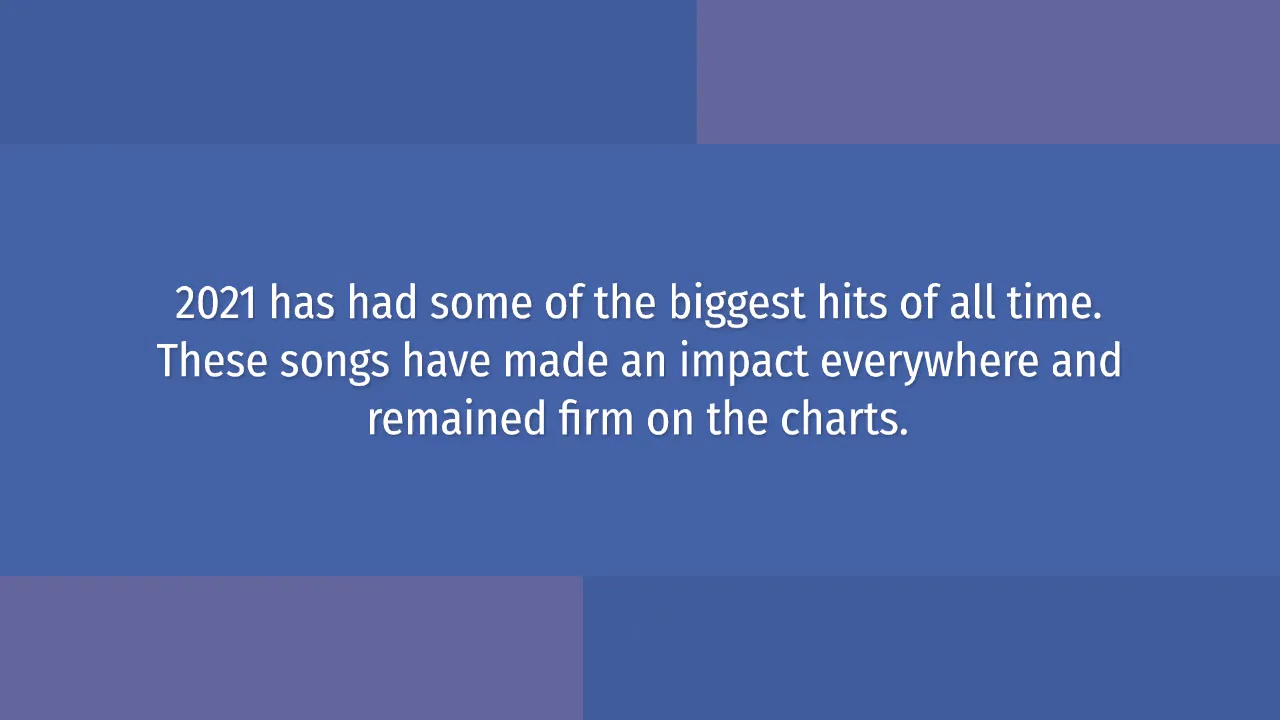 2021 has had some of the biggest hits of all time.
These songs have made an impact everywhere and
remained firm on the charts.